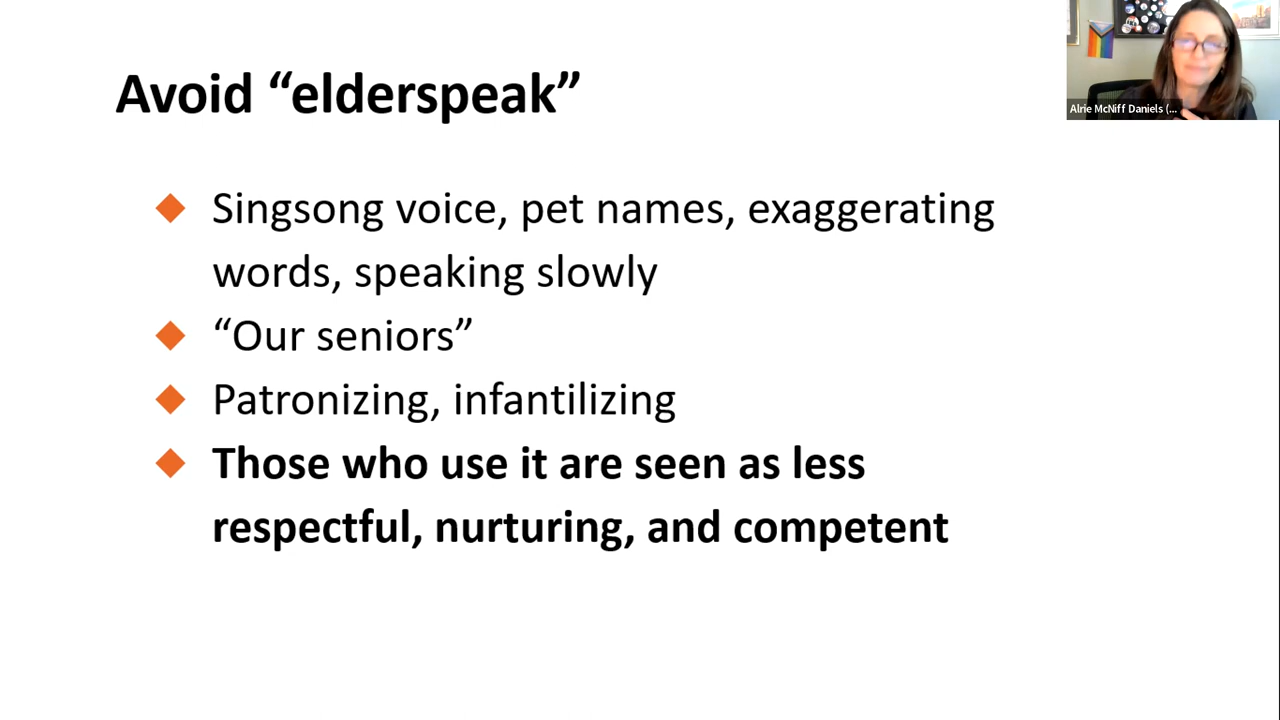 Avoid “elderspeak”
Alrie McNiff Daniels (...
Singsong voice, pet names, exaggerating
words, speaking slowly
“Our seniors”
Patronizing, infantilizing
Those who use it are seen as less
respectful, nurturing, and competent